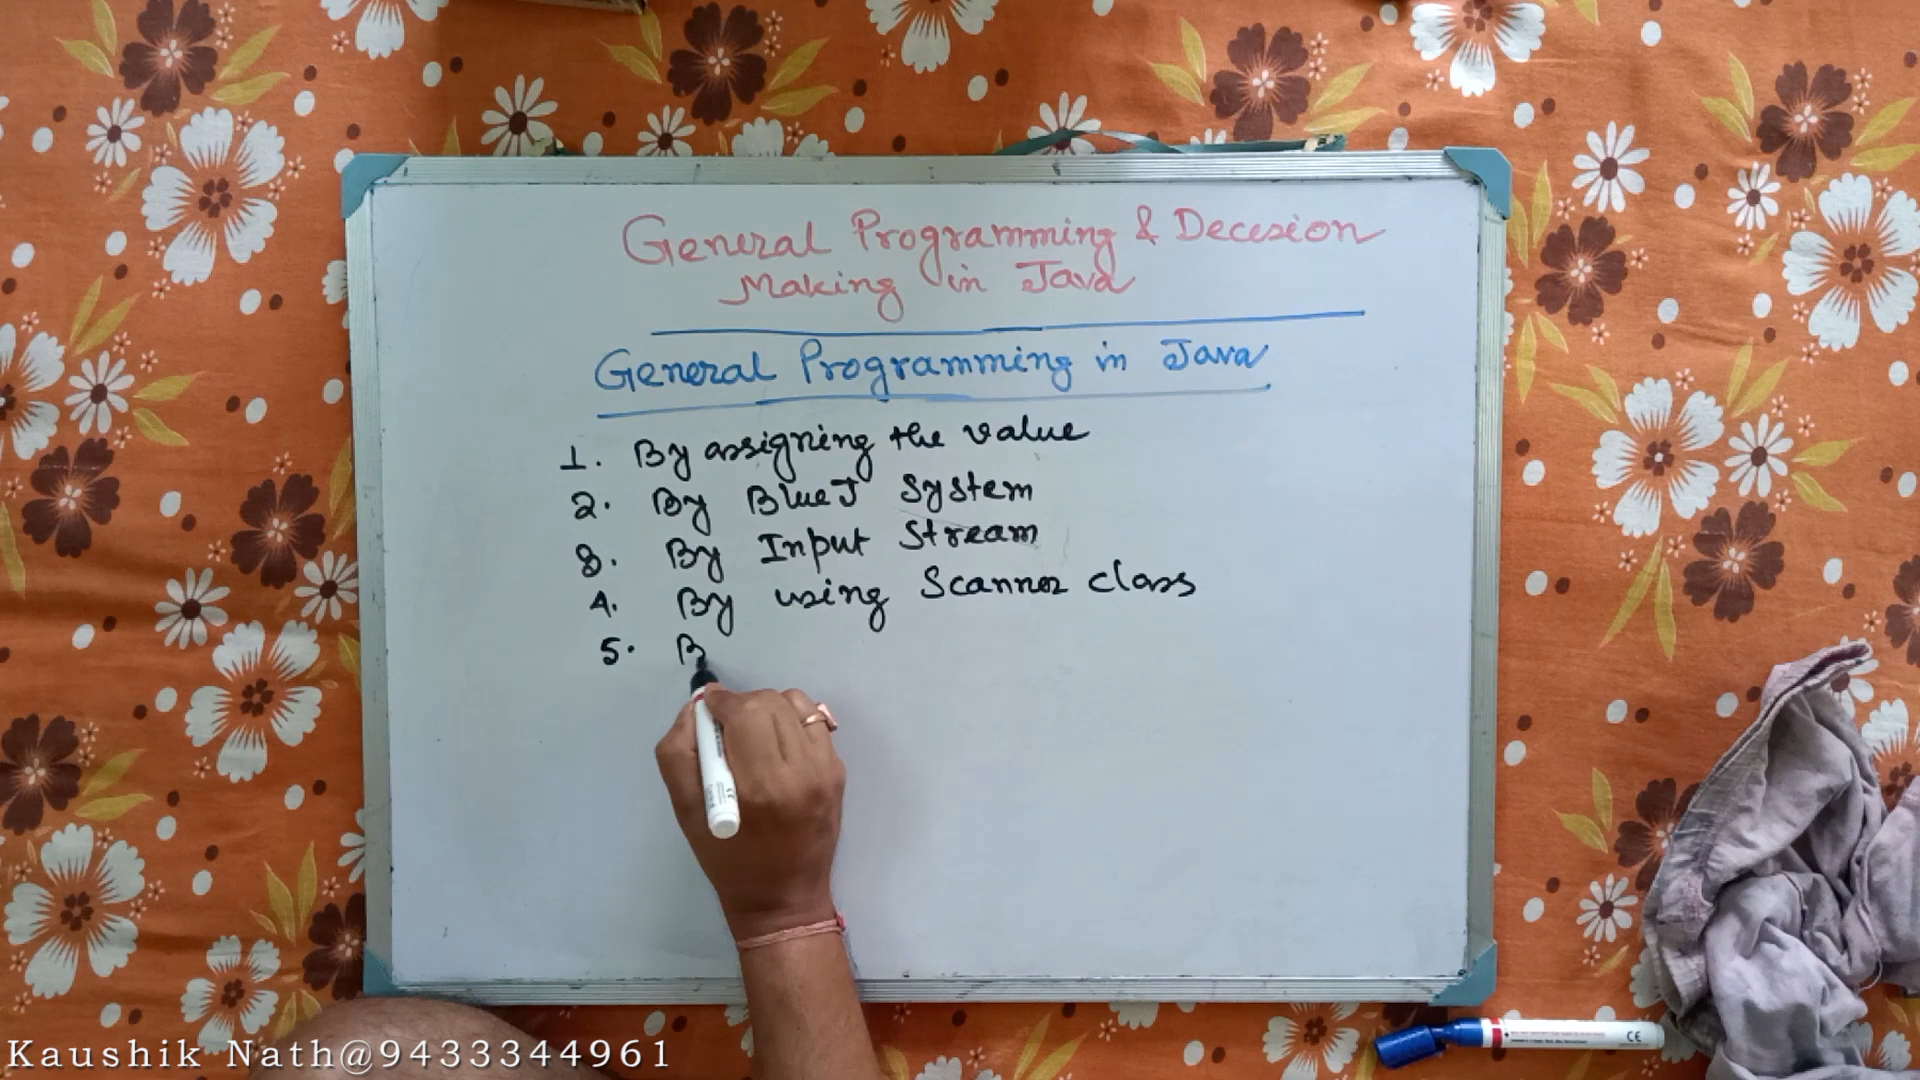 General Programming & Decesion
Making in Java
General Programming in Java
1. By assigning the value
2. By BlueJ System
3. By Input Stream
4. By using Scanner class
5. B
Kaushik Nath@9433344961
CE